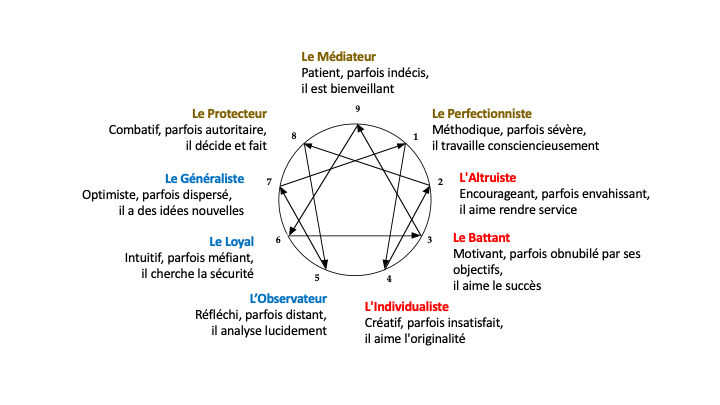 Le Médiateur
Patient, parfois indécis,
il est bienveillant
9
Le Protecteur
Combatif, parfois autoritaire,
il décide et fait
8
Le Perfectionniste
Méthodique, parfois sévère,
il travaille consciencieusement
1
Le Généraliste
Optimiste, parfois dispersé,
il a des idées nouvelles
7
L'Altruiste
Encourageant, parfois envahissant,
il aime rendre service
2
Le Loyal
Intuitif, parfois méfiant,
il cherche la sécurité
6
Le Battant
Motivant, parfois obnubilé par ses
objectifs,
il aime le succès
3
L’Observateur
Réfléchi, parfois distant,
il analyse lucidement
5
L'Individualiste
Créatif, parfois insatisfait,
il aime l'originalité
4